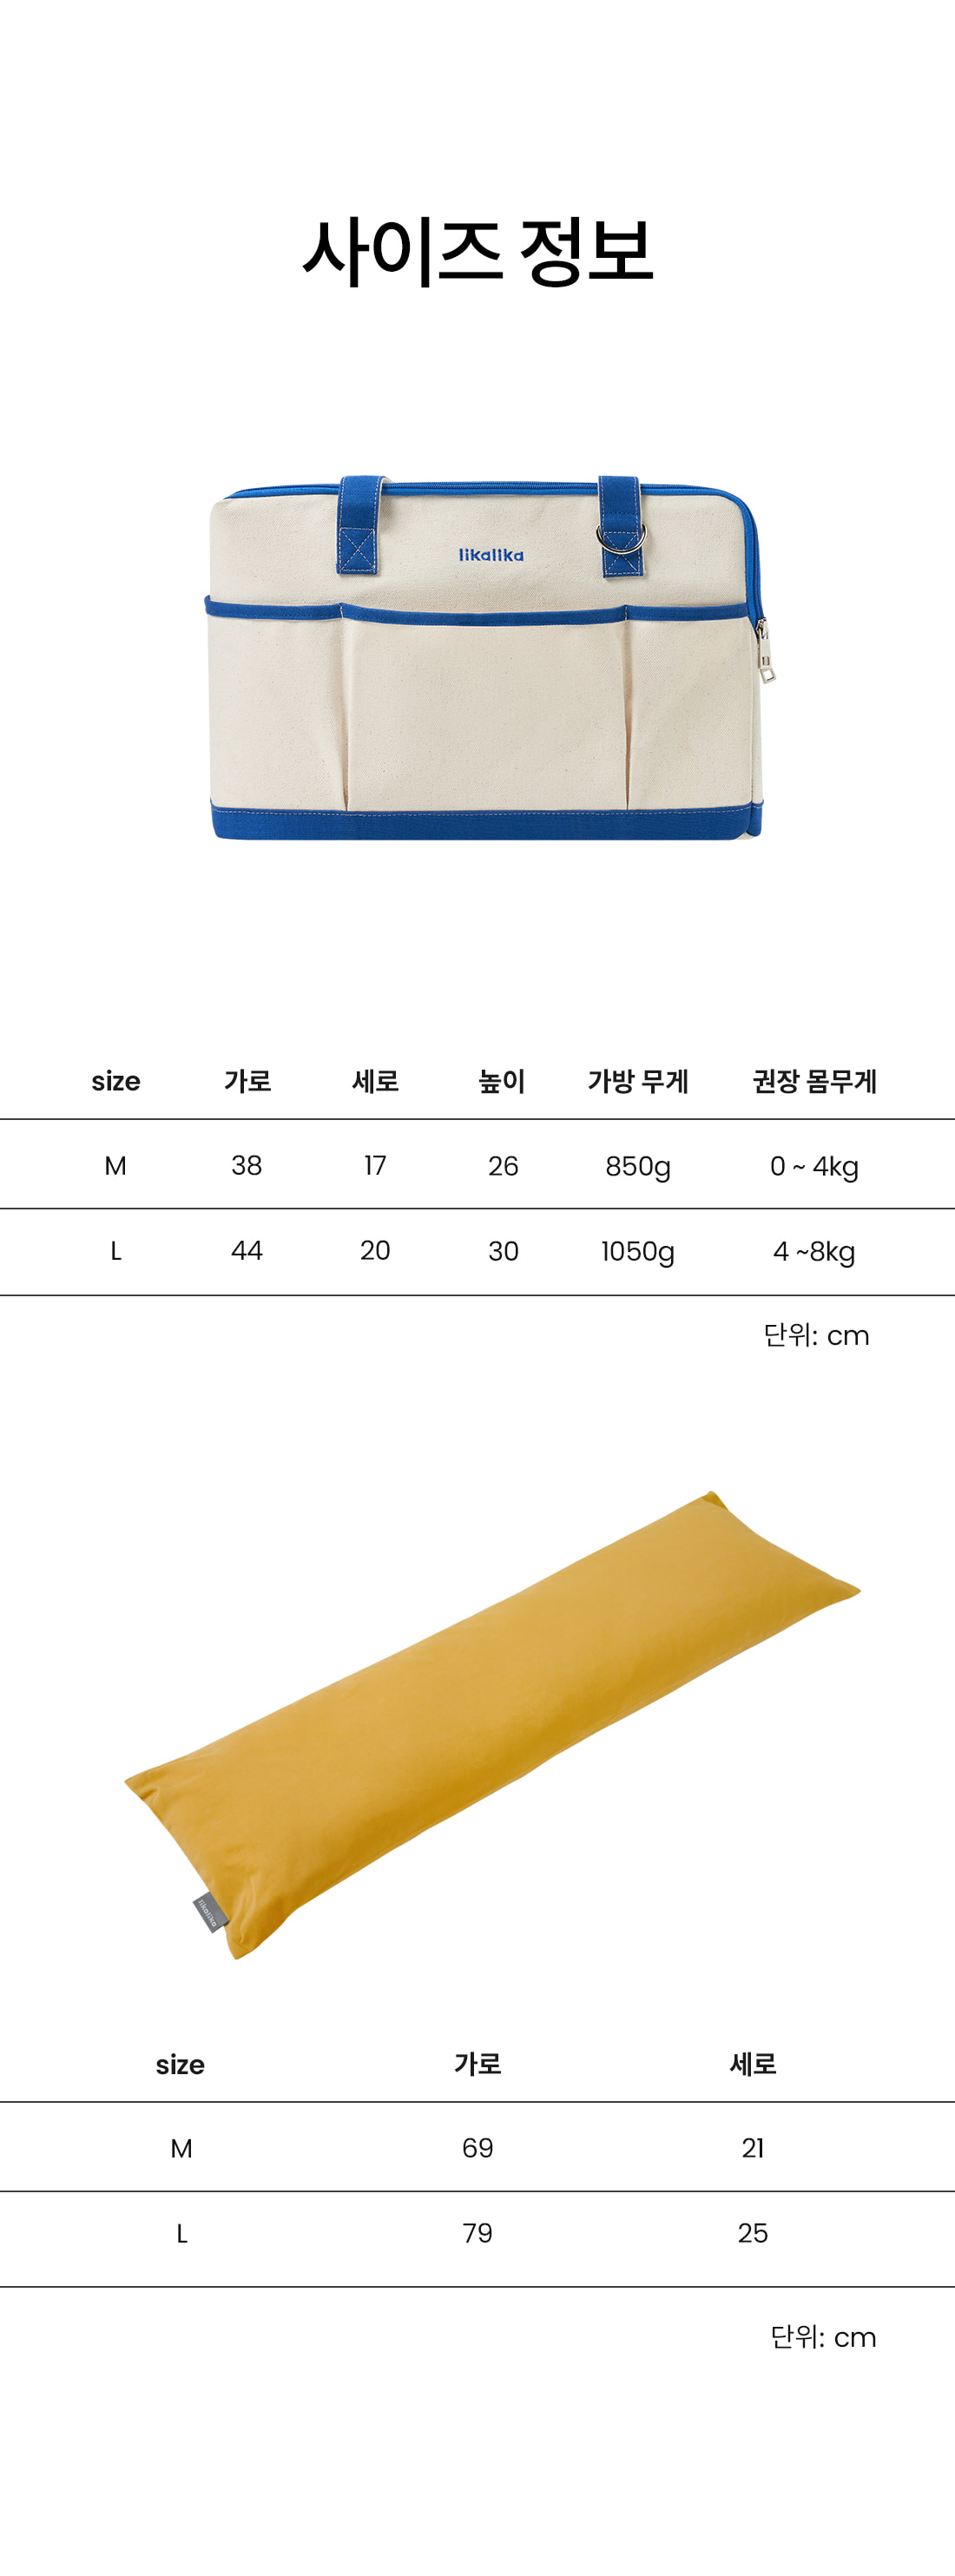 사이즈 정보
likalika
size 가로 세로 높이 가방 무게 권장 몸무게
M 38 17 26 850g 0 ~ 4kg
L 44 20 30 1050g 4 ~8kg
단위: cm
likalika
size 가로 세로
M 69 21
L 79 25
단위: cm